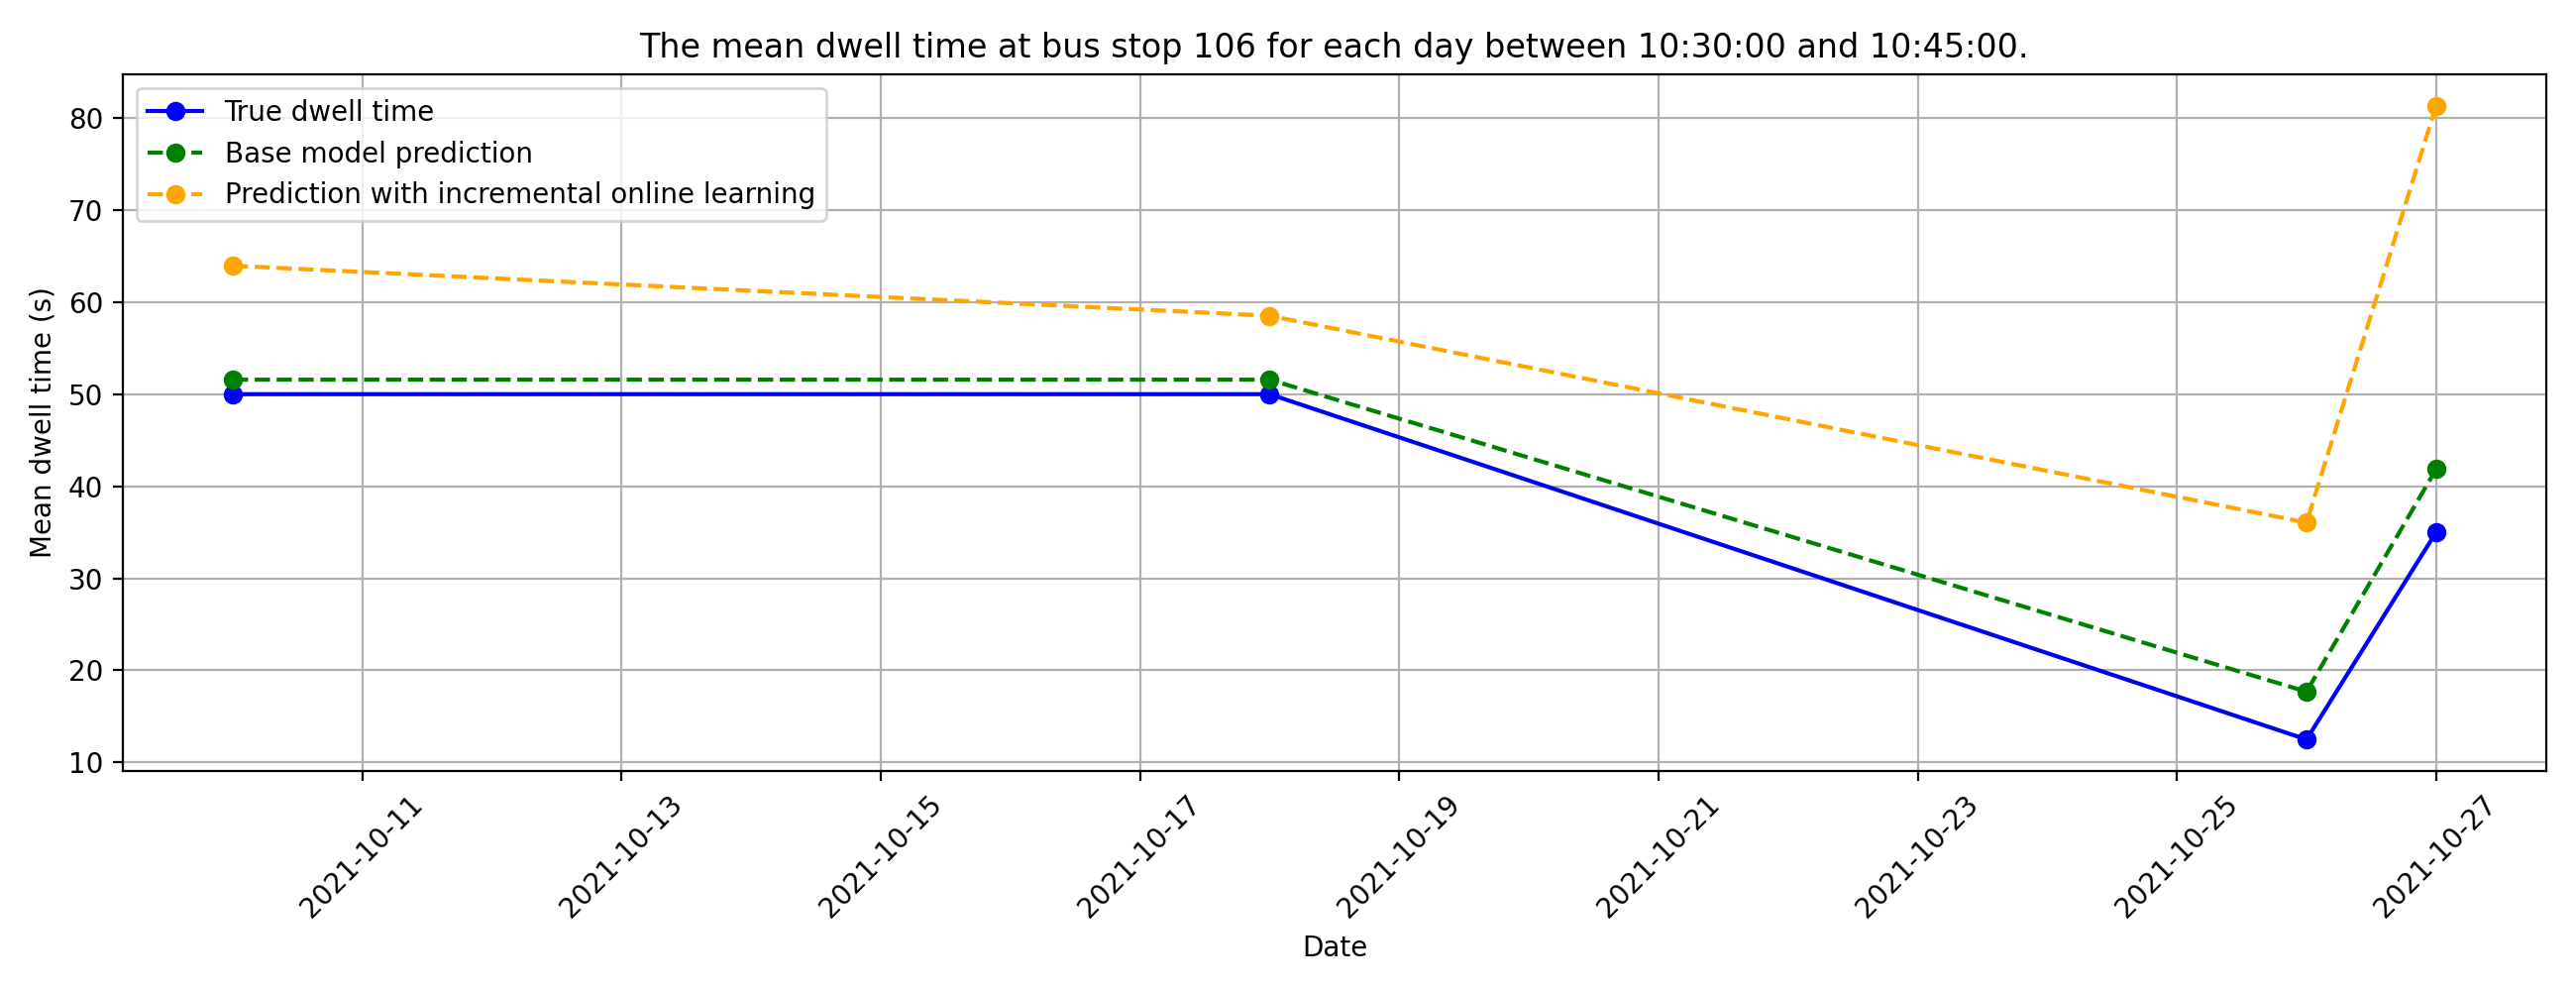 The mean dwell time at bus stop 106 for each day between 10:30:00 and 10:45:00.
True dwell time
Base model prediction
Prediction with incremental online learning
Mean dwell time (s)
80
70
60
50
40
30
20
10
2021-10-11
2021-10-13
2021-10-15
2021-10-17
2021-10-19
2021-10-21
2021-10-23
2021-10-25
2021-10-27
Date